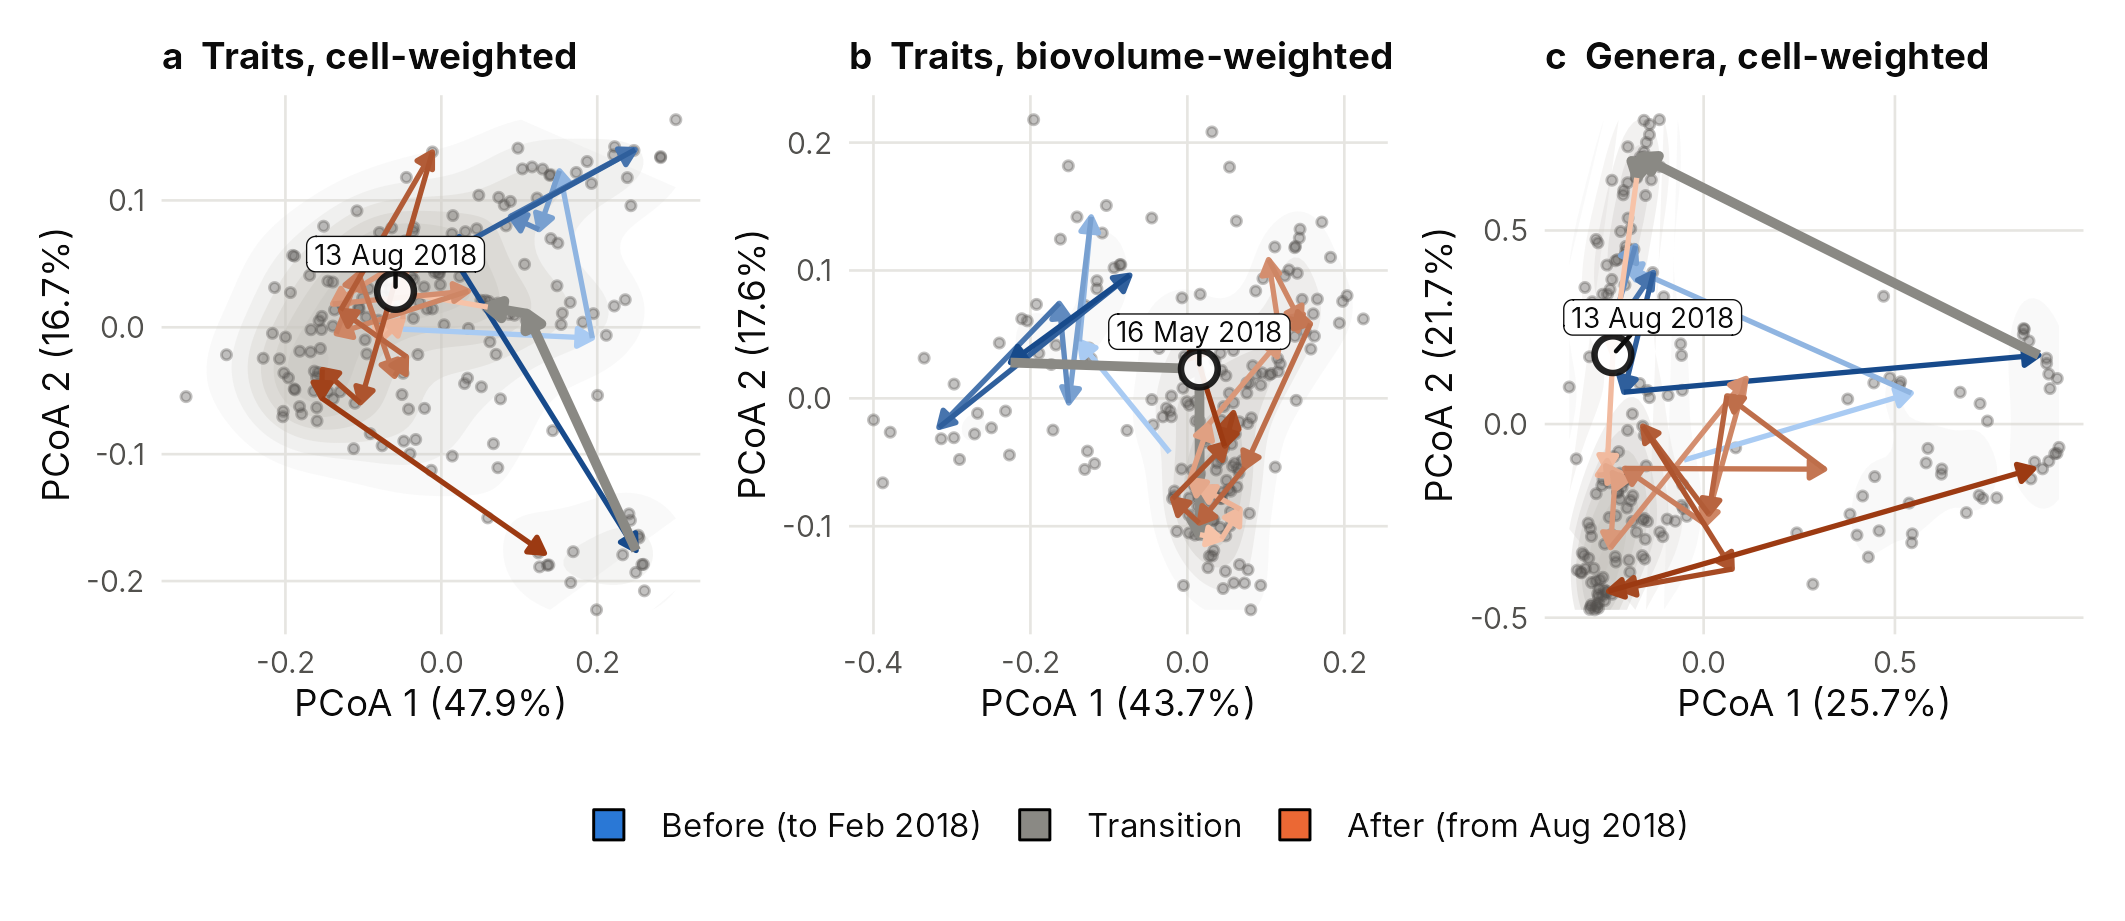 a Traits, cell-weighted
b Traits, biovolume-weighted
c Genera, cell-weighted
PCoA 2 (16.7%)
0.1
0.0
-0.1
-0.2
13 Aug 2018
-0.2 0.0 0.2
PCoA 1 (47.9%)
PCoA 2 (17.6%)
0.2
0.1
0.0
-0.1
16 May 2018
-0.4 -0.2 0.0 0.2
PCoA 1 (43.7%)
PCoA 2 (21.7%)
0.5
0.0
-0.5
13 Aug 2018
0.0 0.5
PCoA 1 (25.7%)
Before (to Feb 2018) Transition After (from Aug 2018)